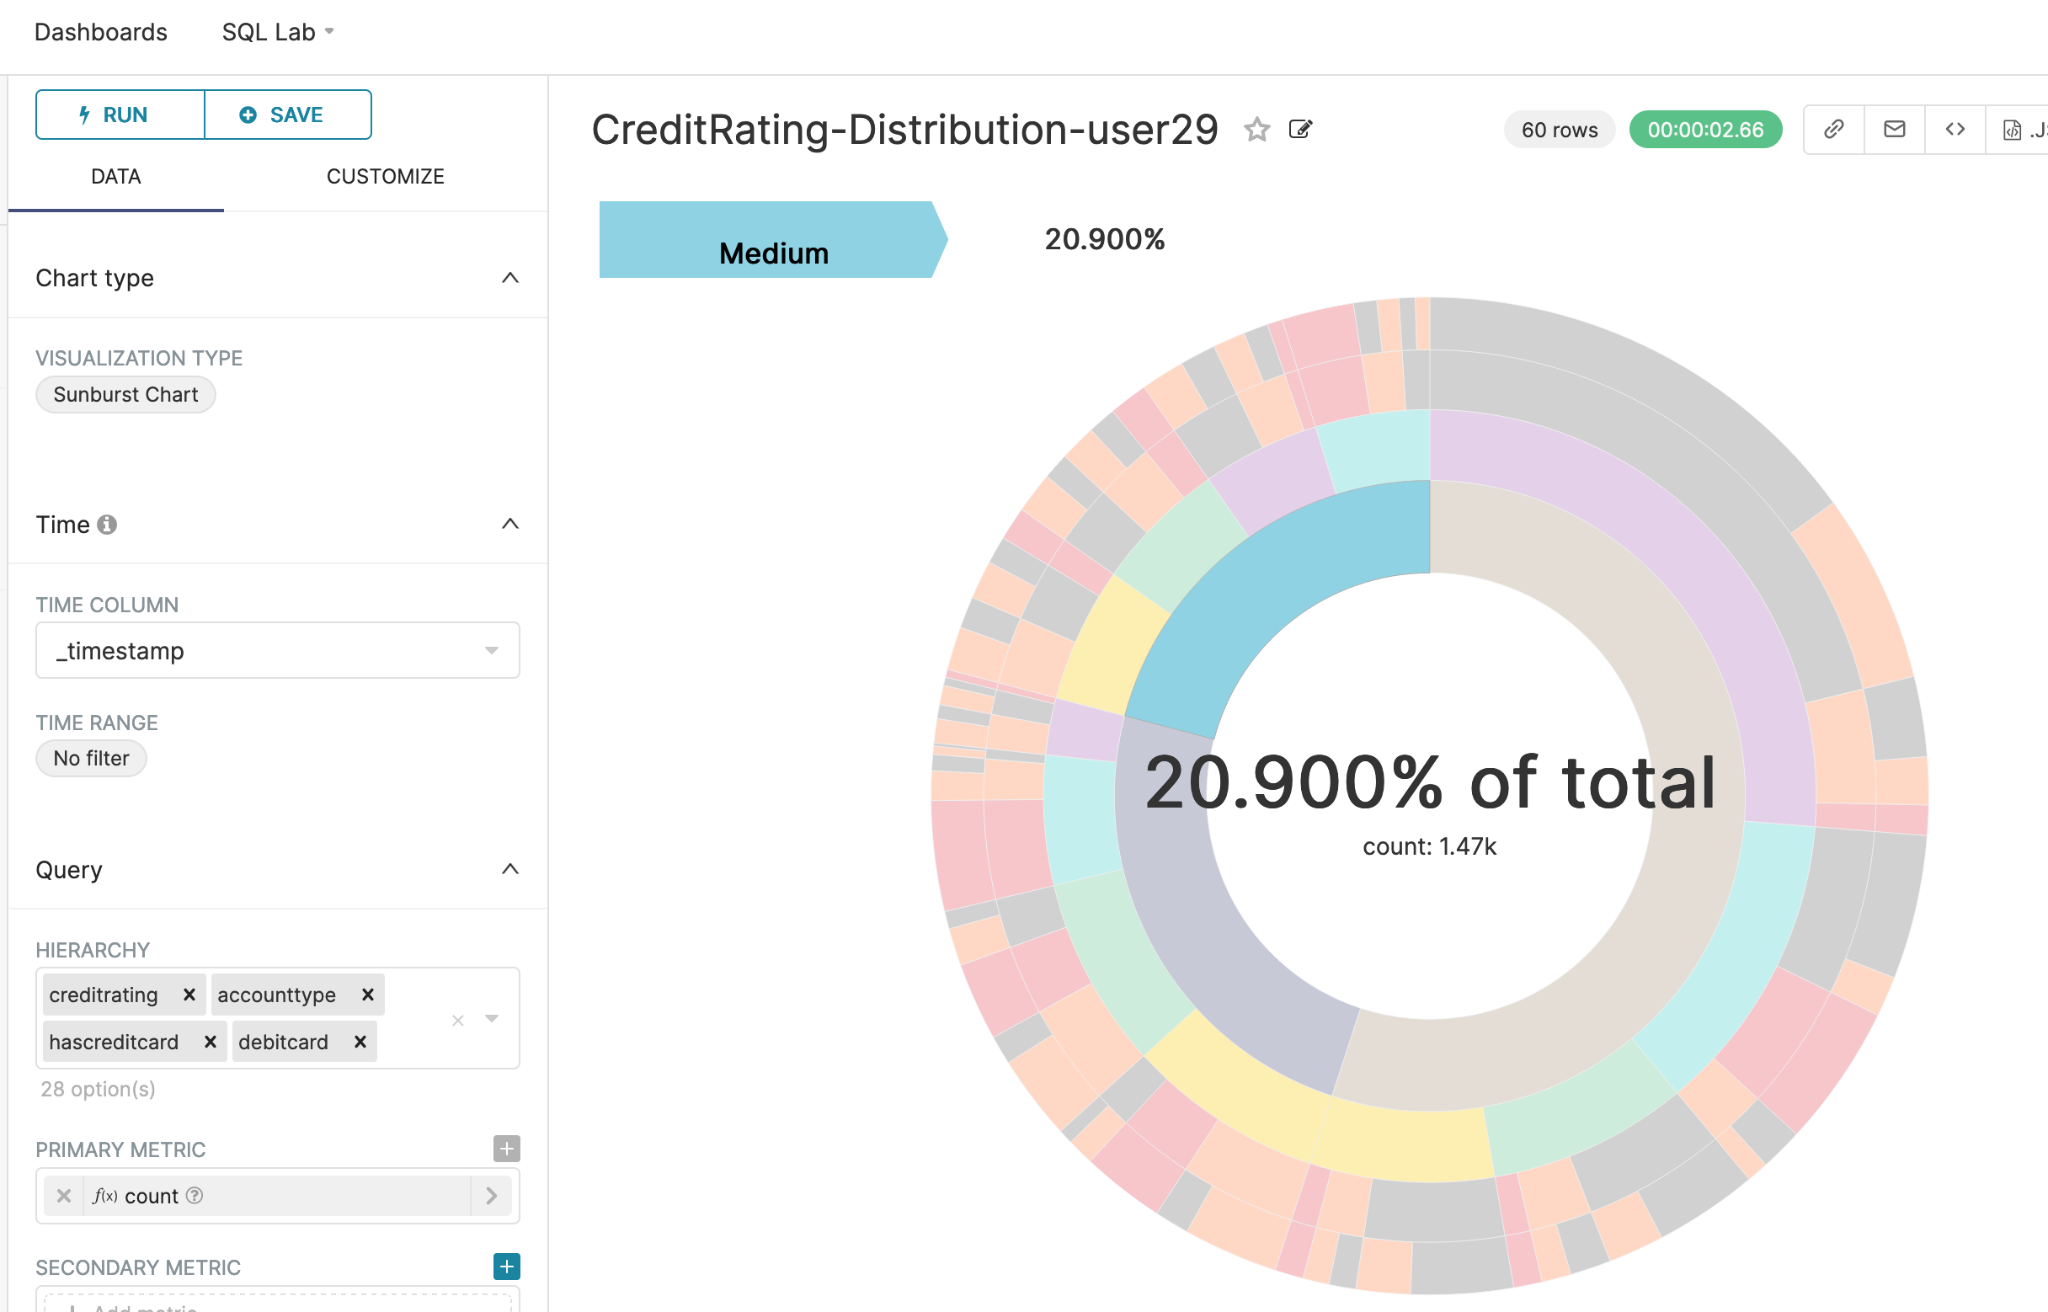 Dashboards SQL Lab
RUN SAVE
DATA CUSTOMIZE
Chart type
VISUALIZATION TYPE
Sunburst Chart
Time
TIME COLUMN
_timestamp
TIME RANGE
No filter
Query
HIERARCHY
creditrating × accounttype ×
hascreditcard × debitcard ×
28 option(s)
PRIMARY METRIC
f(x) count
SECONDARY METRIC
Add metric
CreditRating-Distribution-user29
60 rows 00:00:02.66
Medium 20.900%
20.900% of total
count: 1.47k